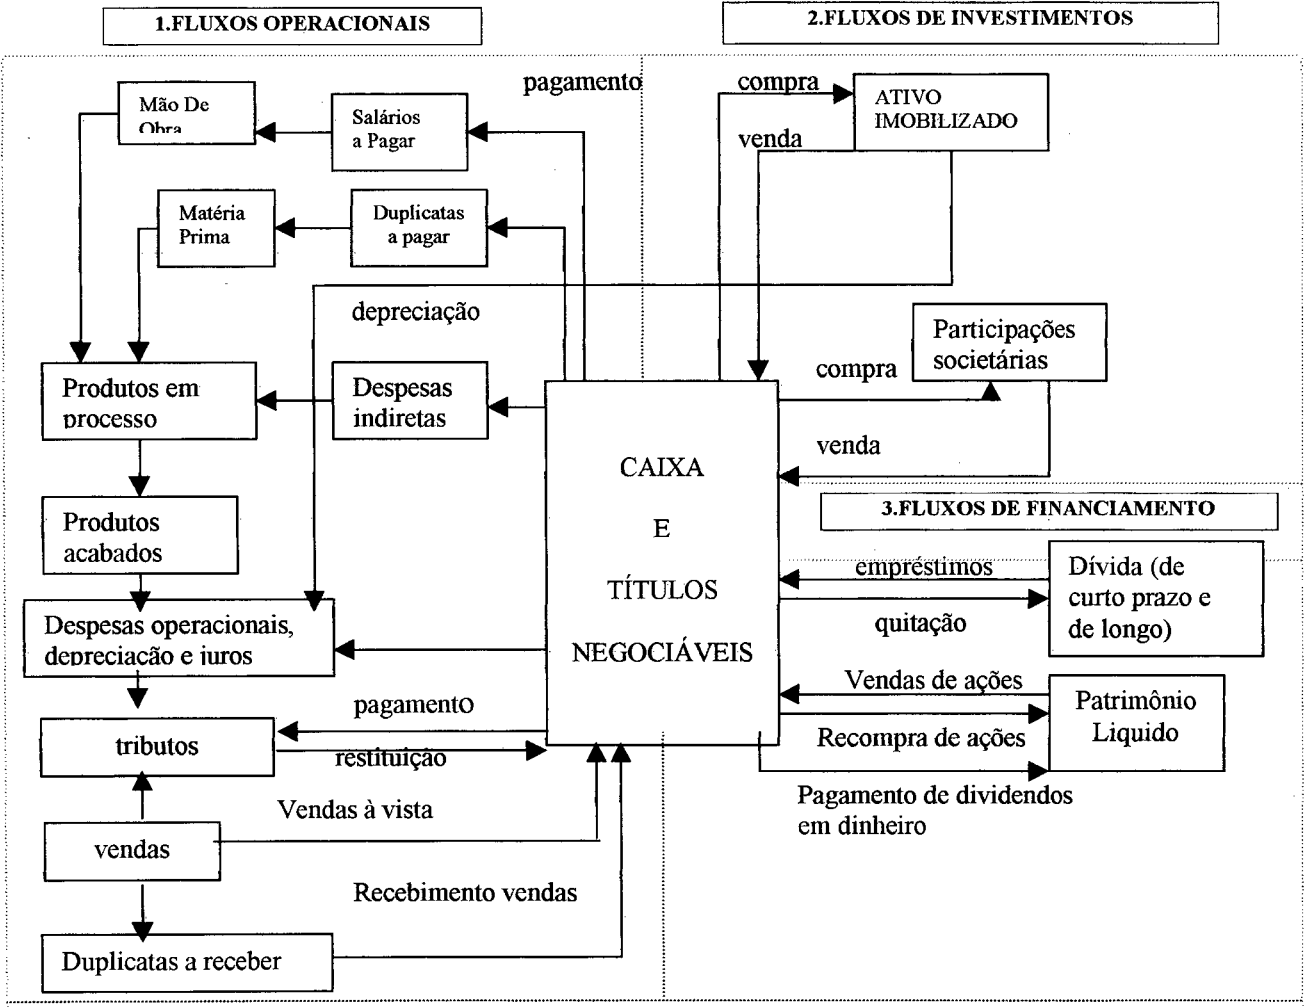 1.FLUXOS OPERACIONAIS
2.FLUXOS DE INVESTIMENTOS
pagamento
compra
venda
ATIVO
IMOBILIZADO
Mão De
Obra
Salários
a Pagar
Matéria
Prima
Duplicatas
a pagar
depreciação
Participações
societárias
compra
venda
Produtos em
processo
Despesas
indiretas
CAIXA
E
TÍTULOS
NEGOCIÁVEIS
Produtos
acabados
3.FLUXOS DE FINANCIAMENTO
empréstimos
quitação
Dívida (de
curto prazo e
de longo)
Despesas operacionais,
depreciação e juros
Vendas de ações
Recompra de ações
Patrimônio
Liquido
pagamento
tributos
restituição
Pagamento de dividendos
em dinheiro
Vendas à vista
vendas
Recebimento vendas
Duplicatas a receber